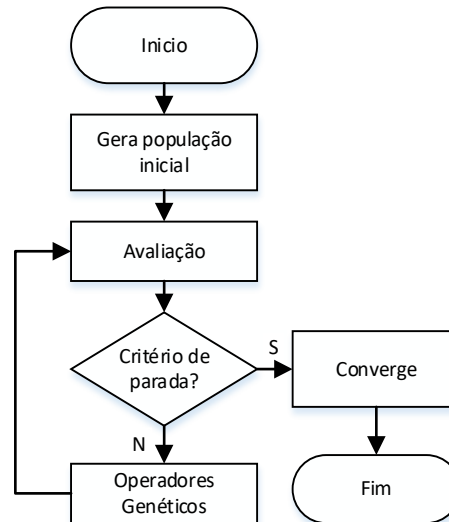 Inicio
Gera população
inicial
Avaliação
Critério de
parada?
S
Converge
N
Operadores
Genéticos
Fim